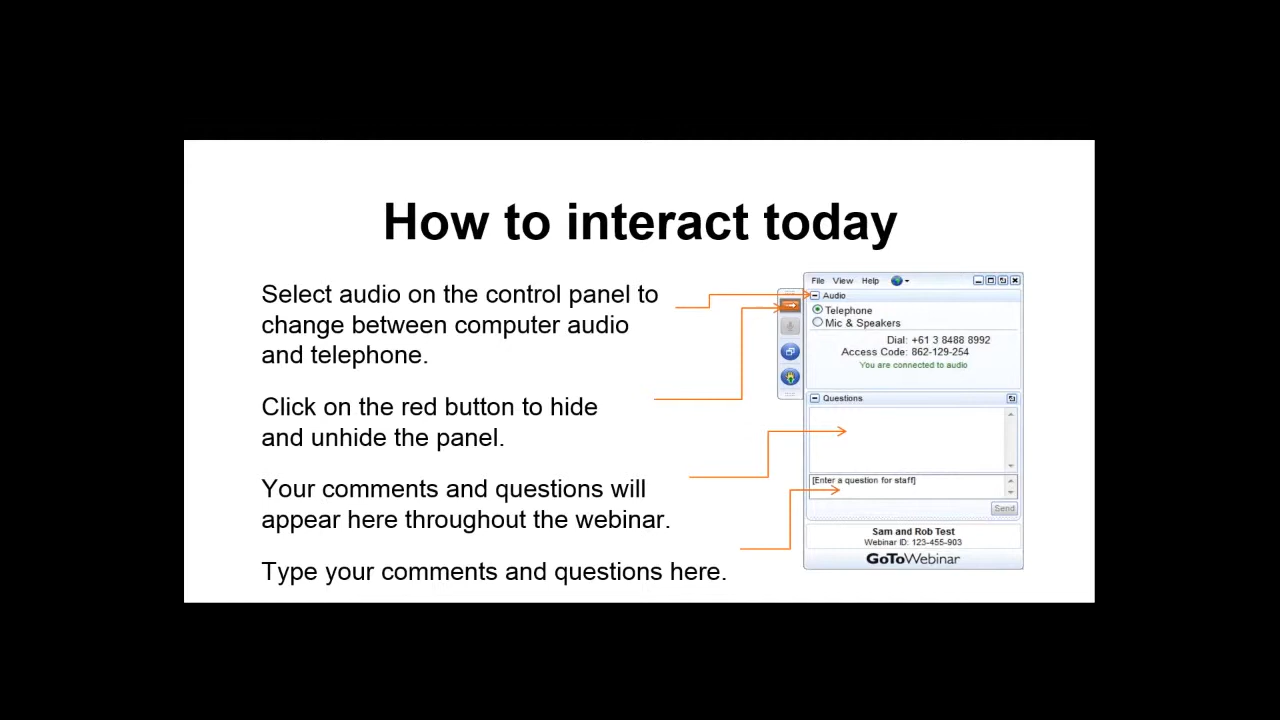 How to interact today
Select audio on the control panel to
change between computer audio
and telephone.
Click on the red button to hide
and unhide the panel.
Your comments and questions will
appear here throughout the webinar.
Type your comments and questions here.
File View Help
Audio
Telephone
Mic & Speakers
Dial: +61 3 8488 8992
Access Code: 862-129-254
You are connected to audio
Questions
[Enter a question for staff]
Send
Sam and Rob Test
Webinar ID: 123-455-903
GoToWebinar